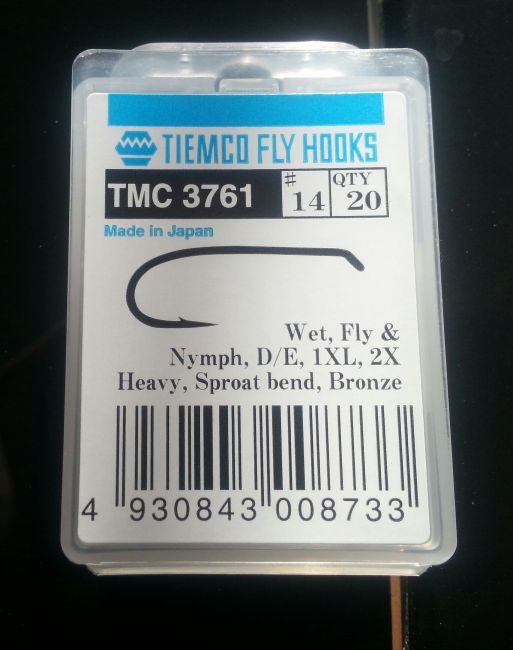 TIEMCO FLY HOOKS
TMC 3761 # 14 QTY 20
Made in Japan
Wet, Fly &
Nymph, D/E, 1XL, 2X
Heavy, Sproat bend, Bronze
4 930843 008733